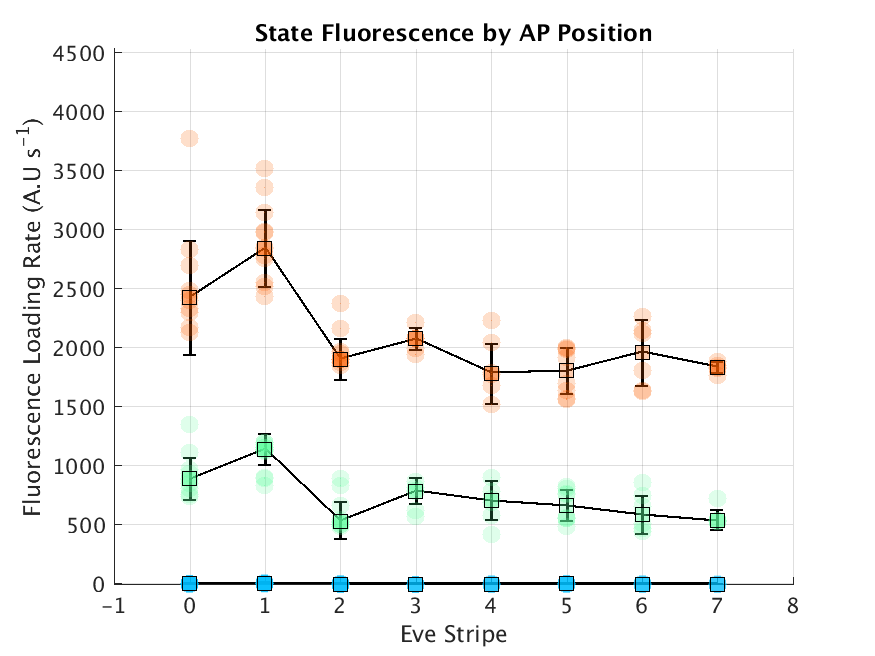 State Fluorescence by AP Position
4500
4000
3500
3000
2500
2000
1500
1000
500
0
Fluorescence Loading Rate (A.U s⁻¹)
−1 0 1 2 3 4 5 6 7 8
Eve Stripe